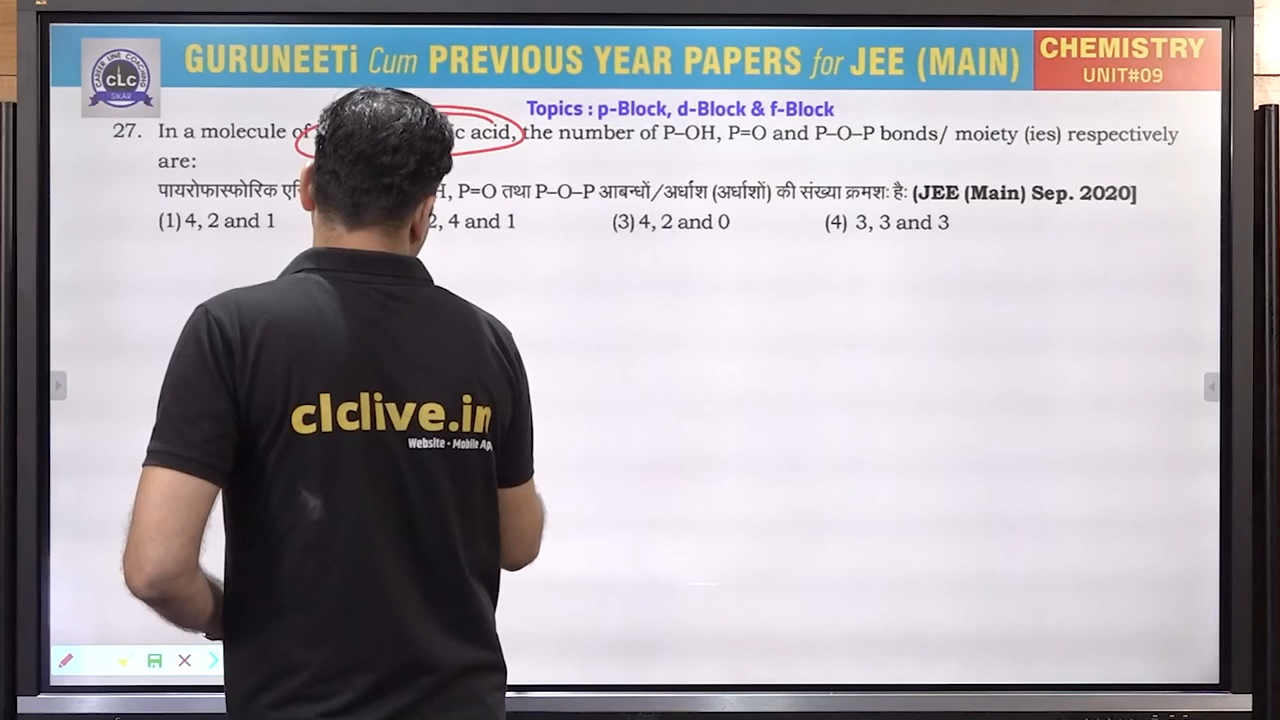 GURUNEETi Cum PREVIOUS YEAR PAPERS for JEE (MAIN)
CHEMISTRY
UNIT#09
CAREER LINE COACHING
CLC
SIKAR
Topics : p-Block, d-Block & f-Block
27. In a molecule of acid, the number of P–OH, P=O and P–O–P bonds/ moiety (ies) respectively
are:
पायरोफास्फोरिक P=O तथा P–O–P आबन्धों/अर्धाश (अर्धाशों) की संख्या क्रमशः हैः (JEE (Main) Sep. 2020]
(1) 4, 2 and 1 2, 4 and 1 (3) 4, 2 and 0 (4) 3, 3 and 3
clclive.in
Website - Mobile